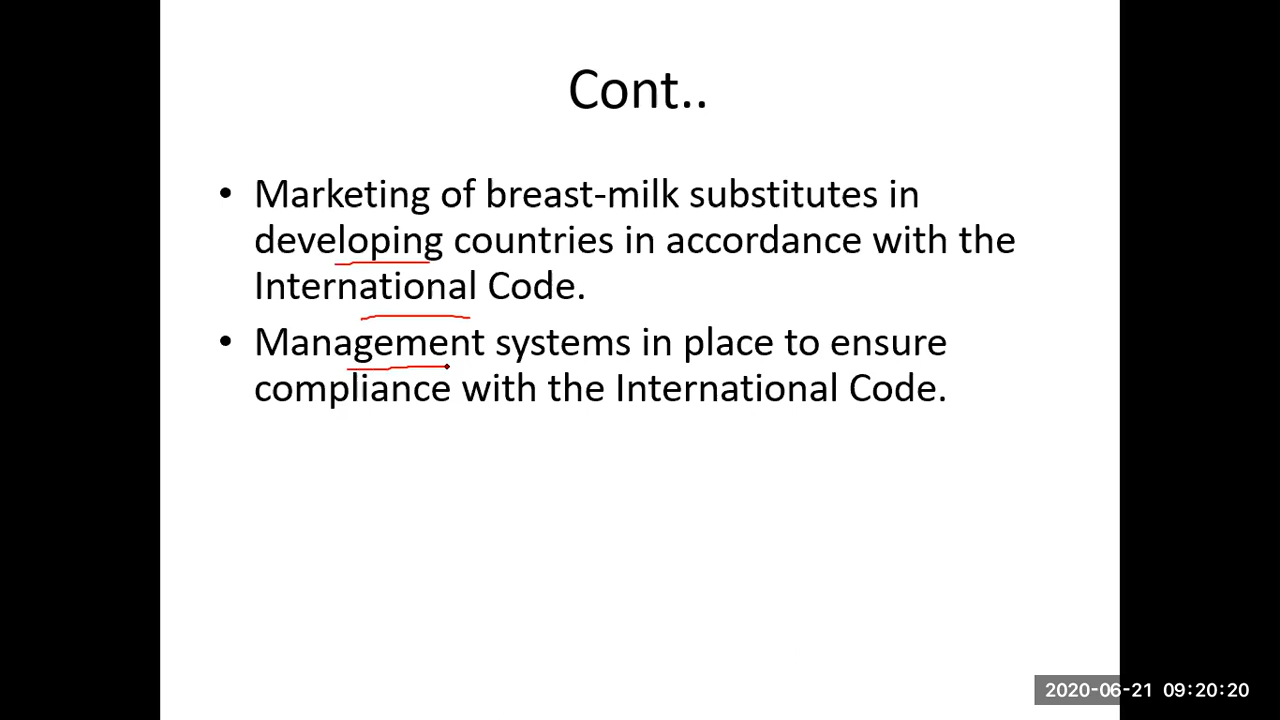 Cont..
• Marketing of breast-milk substitutes in
developing countries in accordance with the
International Code.
• Management systems in place to ensure
compliance with the International Code.
2020-06-21 09:20:20